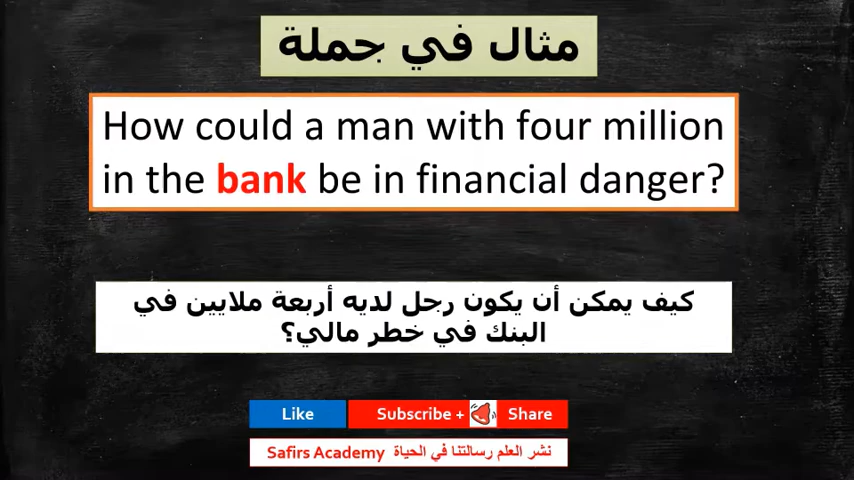 مثال في جملة
How could a man with four million
in the bank be in financial danger?
كيف يمكن أن يكون رجل لديه أربعة ملايين في
البنك في خطر مالي؟
Like
Subscribe +
Share
نشر العلم رسالتنا في الحياة Safirs Academy